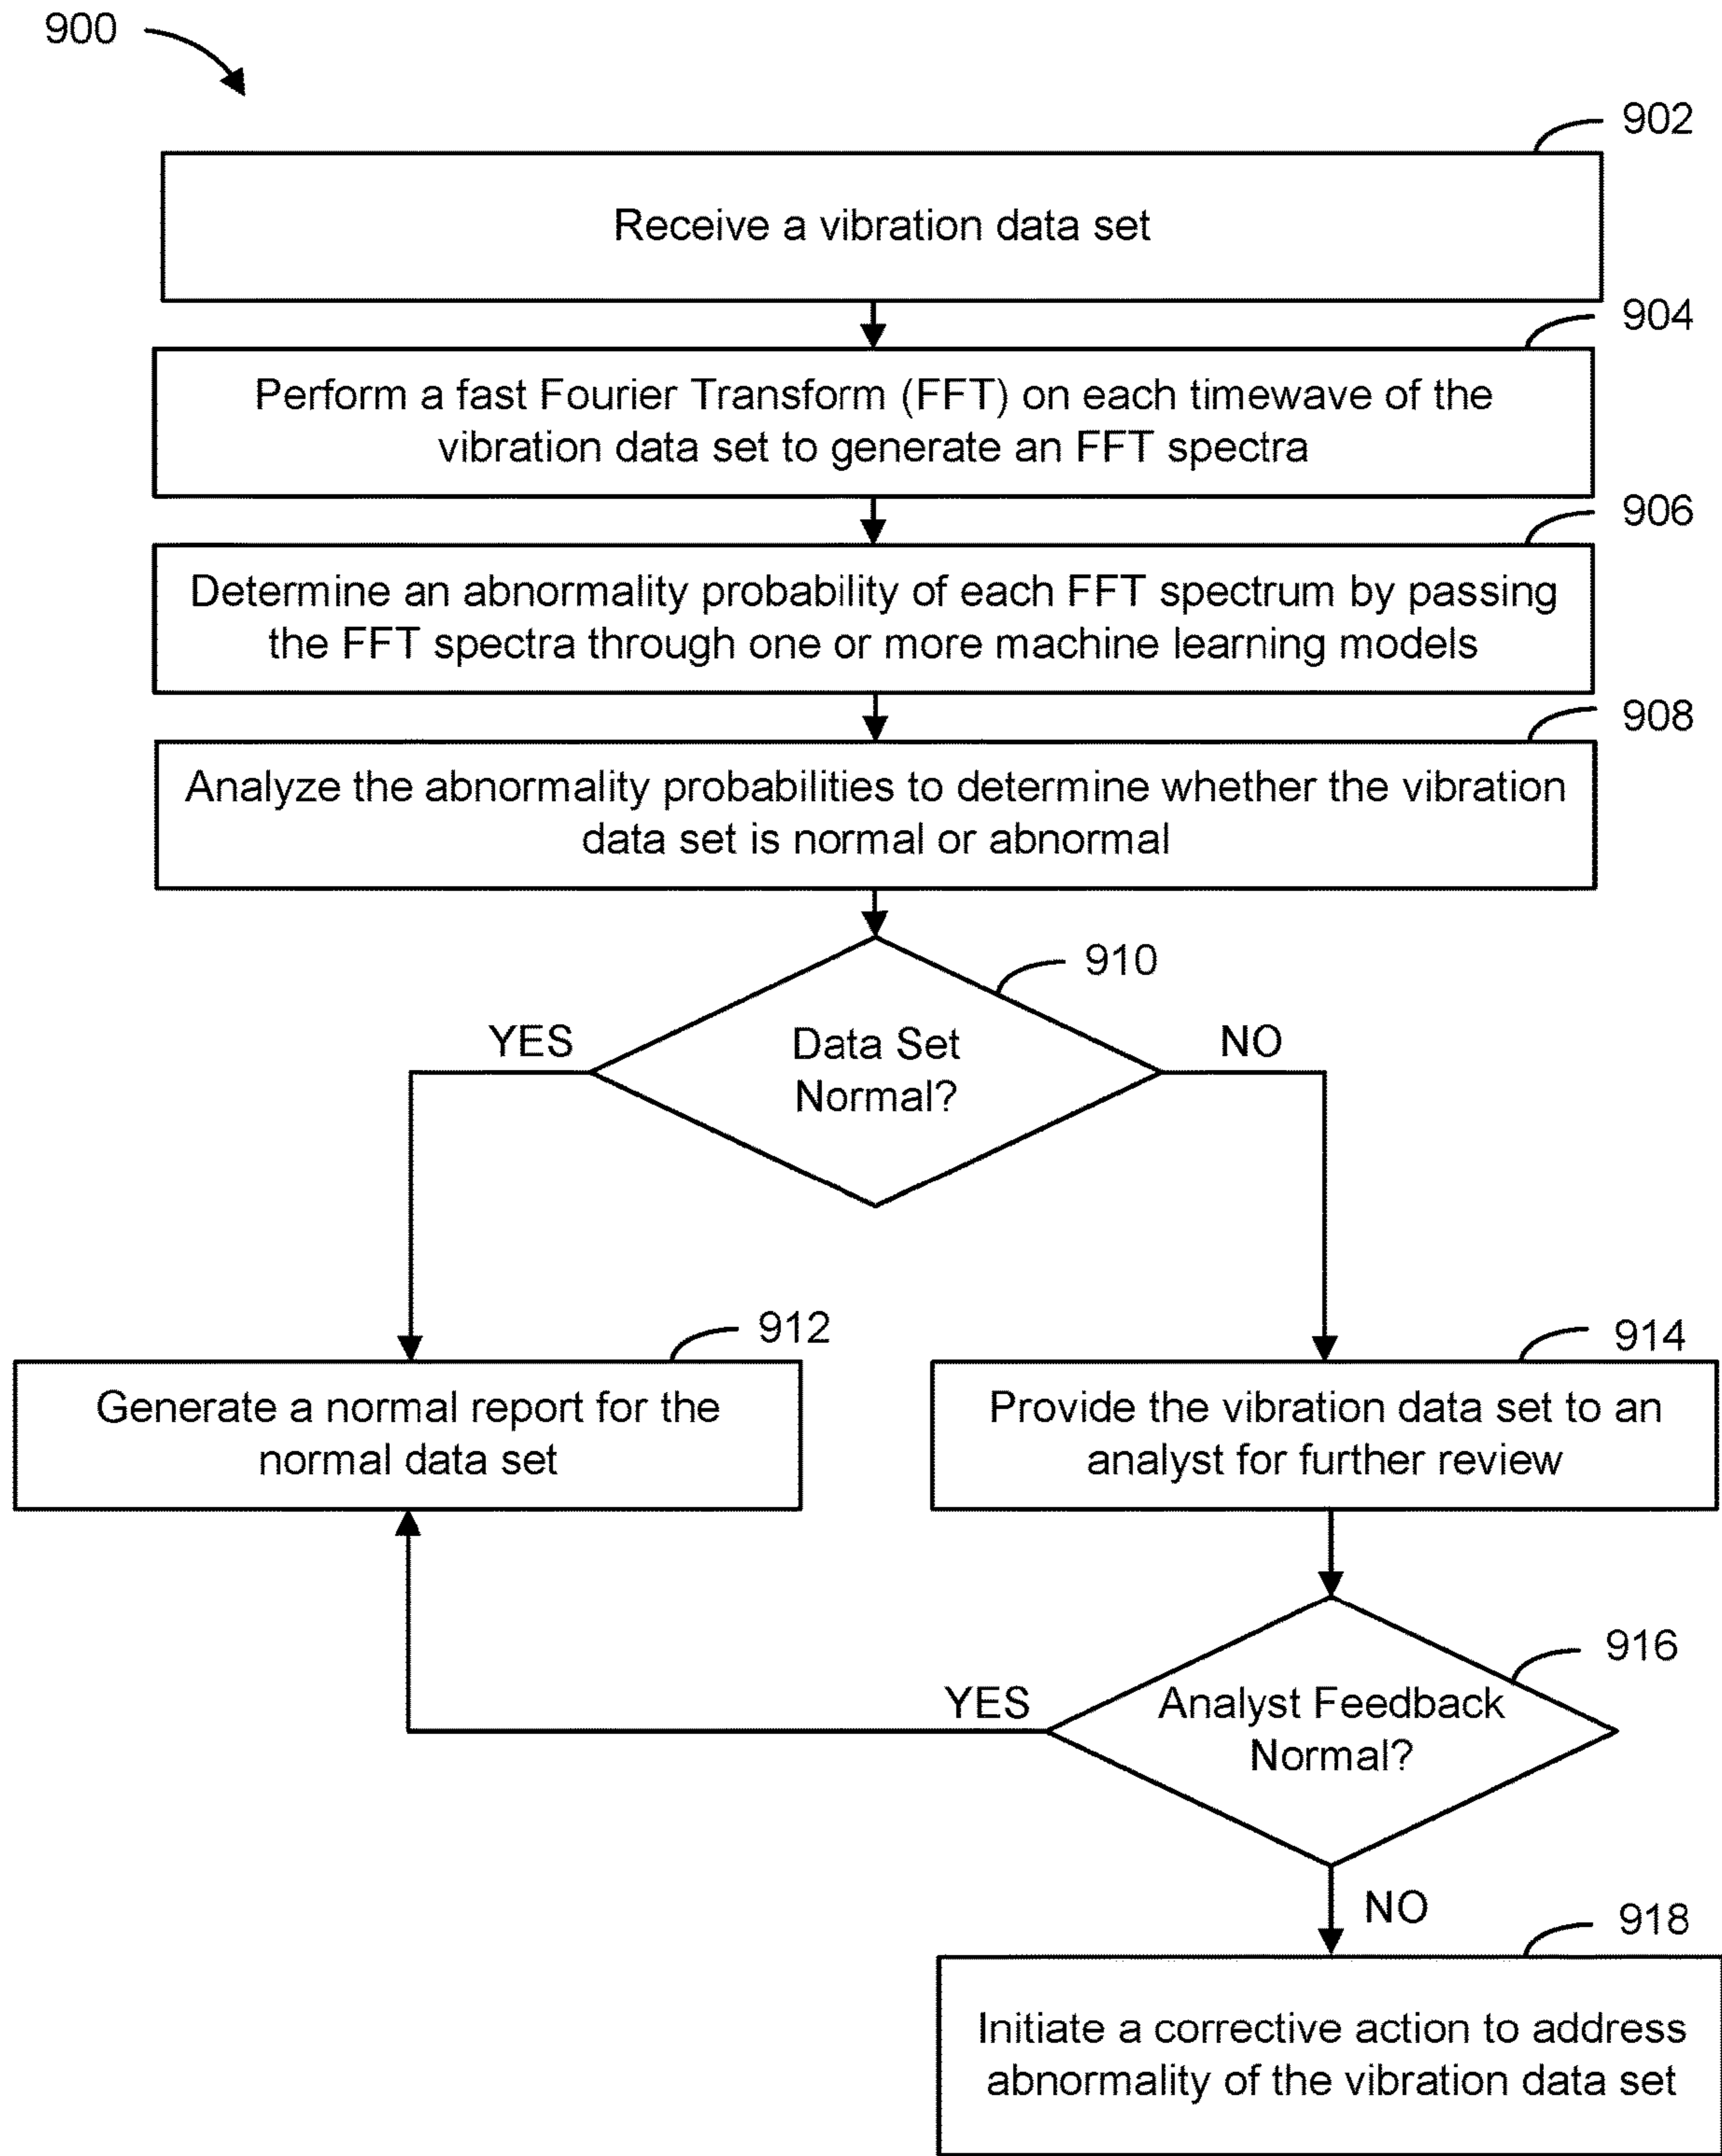 900
902
Receive a vibration data set
904
Perform a fast Fourier Transform (FFT) on each timewave of the
vibration data set to generate an FFT spectra
906
Determine an abnormality probability of each FFT spectrum by passing
the FFT spectra through one or more machine learning models
908
Analyze the abnormality probabilities to determine whether the vibration
data set is normal or abnormal
910
YES
Data Set
Normal?
NO
912
Generate a normal report for the
normal data set
914
Provide the vibration data set to an
analyst for further review
916
YES
Analyst Feedback
Normal?
NO
918
Initiate a corrective action to address
abnormality of the vibration data set